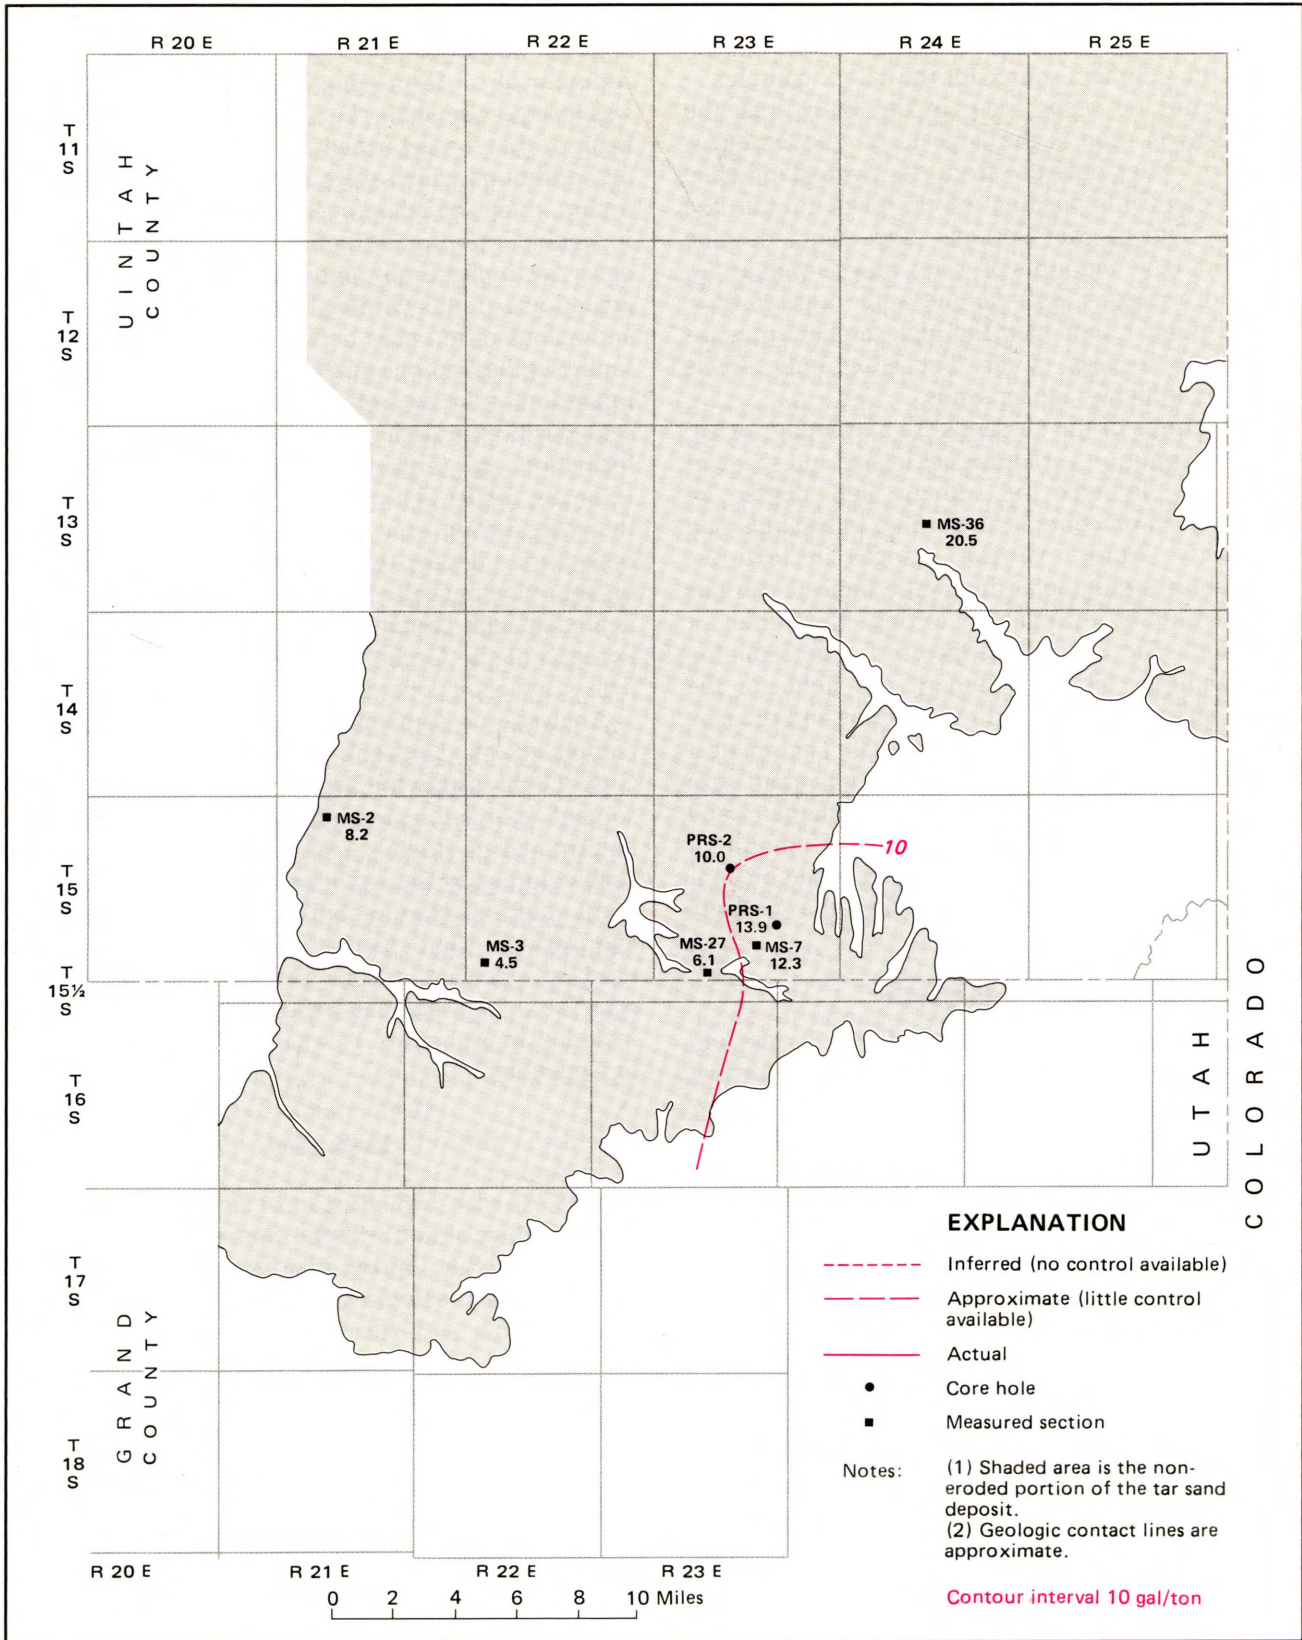 R 20 E R 21 E R 22 E R 23 E R 24 E R 25 E
T
11
S
UINTAH
COUNTY
T
12
S
T
13
S
MS-36
20.5
T
14
S
MS-2
8.2
PRS-2
10.0
10
T
15
S
PRS-1
13.9
MS-3
4.5
MS-27
6.1
MS-7
12.3
T
15½
S
T
16
S
UTAH
COLORADO
T
17
S
GRAND
COUNTY
T
18
S
R 20 E R 21 E R 22 E R 23 E
0 2 4 6 8 10 Miles
EXPLANATION
Inferred (no control available)
Approximate (little control
available)
Actual
Core hole
Measured section
Notes: (1) Shaded area is the non-
eroded portion of the tar sand
deposit.
(2) Geologic contact lines are
approximate.
Contour interval 10 gal/ton